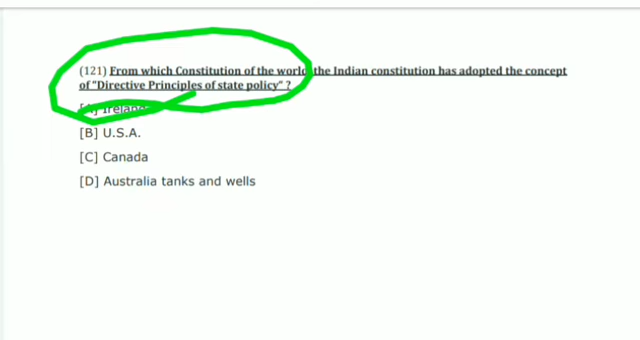 (121) From which Constitution of the world, the Indian constitution has adopted the concept
of "Directive Principles of state policy" ?
[A] Ireland
[B] U.S.A.
[C] Canada
[D] Australia tanks and wells